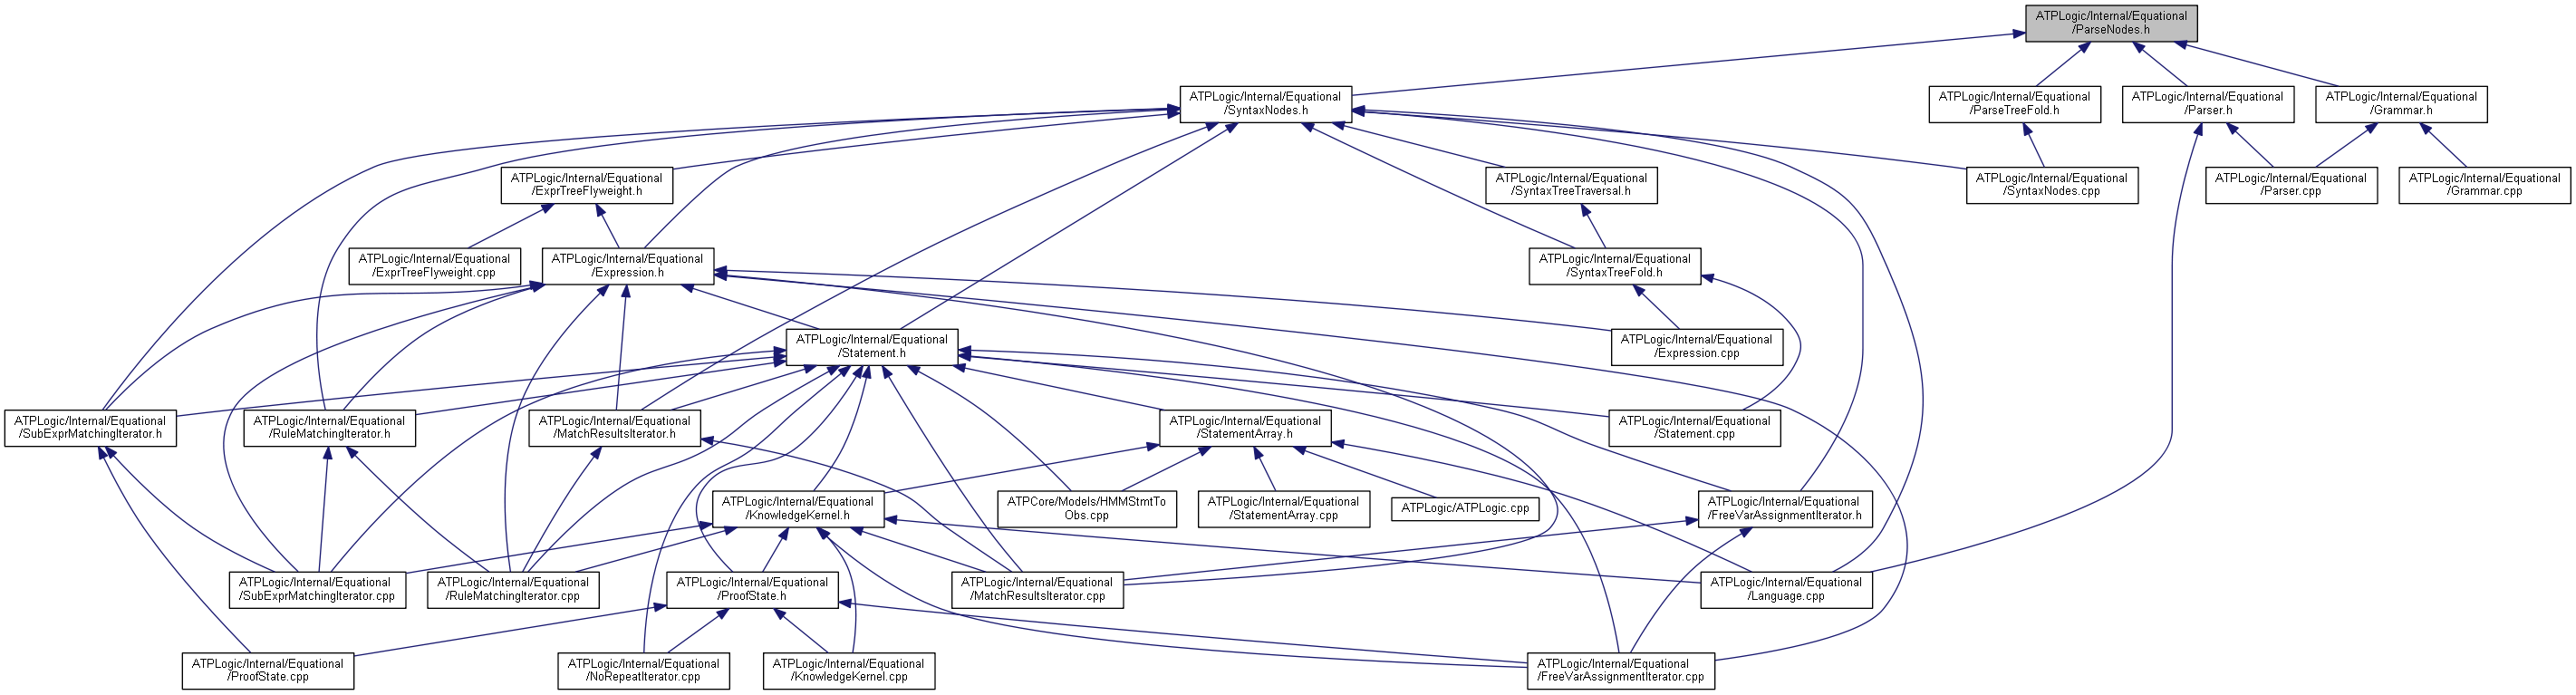 ATPLogic/Internal/Equational
/ParseNodes.h
ATPLogic/Internal/Equational
/SyntaxNodes.h
ATPLogic/Internal/Equational
/ParseTreeFold.h
ATPLogic/Internal/Equational
/Parser.h
ATPLogic/Internal/Equational
/Grammar.h
ATPLogic/Internal/Equational
/ExprTreeFlyweight.h
ATPLogic/Internal/Equational
/SyntaxTreeTraversal.h
ATPLogic/Internal/Equational
/SyntaxNodes.cpp
ATPLogic/Internal/Equational
/Parser.cpp
ATPLogic/Internal/Equational
/Grammar.cpp
ATPLogic/Internal/Equational
/ExprTreeFlyweight.cpp
ATPLogic/Internal/Equational
/Expression.h
ATPLogic/Internal/Equational
/SyntaxTreeFold.h
ATPLogic/Internal/Equational
/Statement.h
ATPLogic/Internal/Equational
/Expression.cpp
ATPLogic/Internal/Equational
/SubExprMatchingIterator.h
ATPLogic/Internal/Equational
/RuleMatchingIterator.h
ATPLogic/Internal/Equational
/MatchResultsIterator.h
ATPLogic/Internal/Equational
/StatementArray.h
ATPLogic/Internal/Equational
/Statement.cpp
ATPLogic/Internal/Equational
/KnowledgeKernel.h
ATPCore/Models/HMMStmtTo
Obs.cpp
ATPLogic/Internal/Equational
/StatementArray.cpp
ATPLogic/ATPLogic.cpp
ATPLogic/Internal/Equational
/FreeVarAssignmentIterator.h
ATPLogic/Internal/Equational
/SubExprMatchingIterator.cpp
ATPLogic/Internal/Equational
/RuleMatchingIterator.cpp
ATPLogic/Internal/Equational
/ProofState.h
ATPLogic/Internal/Equational
/MatchResultsIterator.cpp
ATPLogic/Internal/Equational
/Language.cpp
ATPLogic/Internal/Equational
/ProofState.cpp
ATPLogic/Internal/Equational
/NoRepeatIterator.cpp
ATPLogic/Internal/Equational
/KnowledgeKernel.cpp
ATPLogic/Internal/Equational
/FreeVarAssignmentIterator.cpp